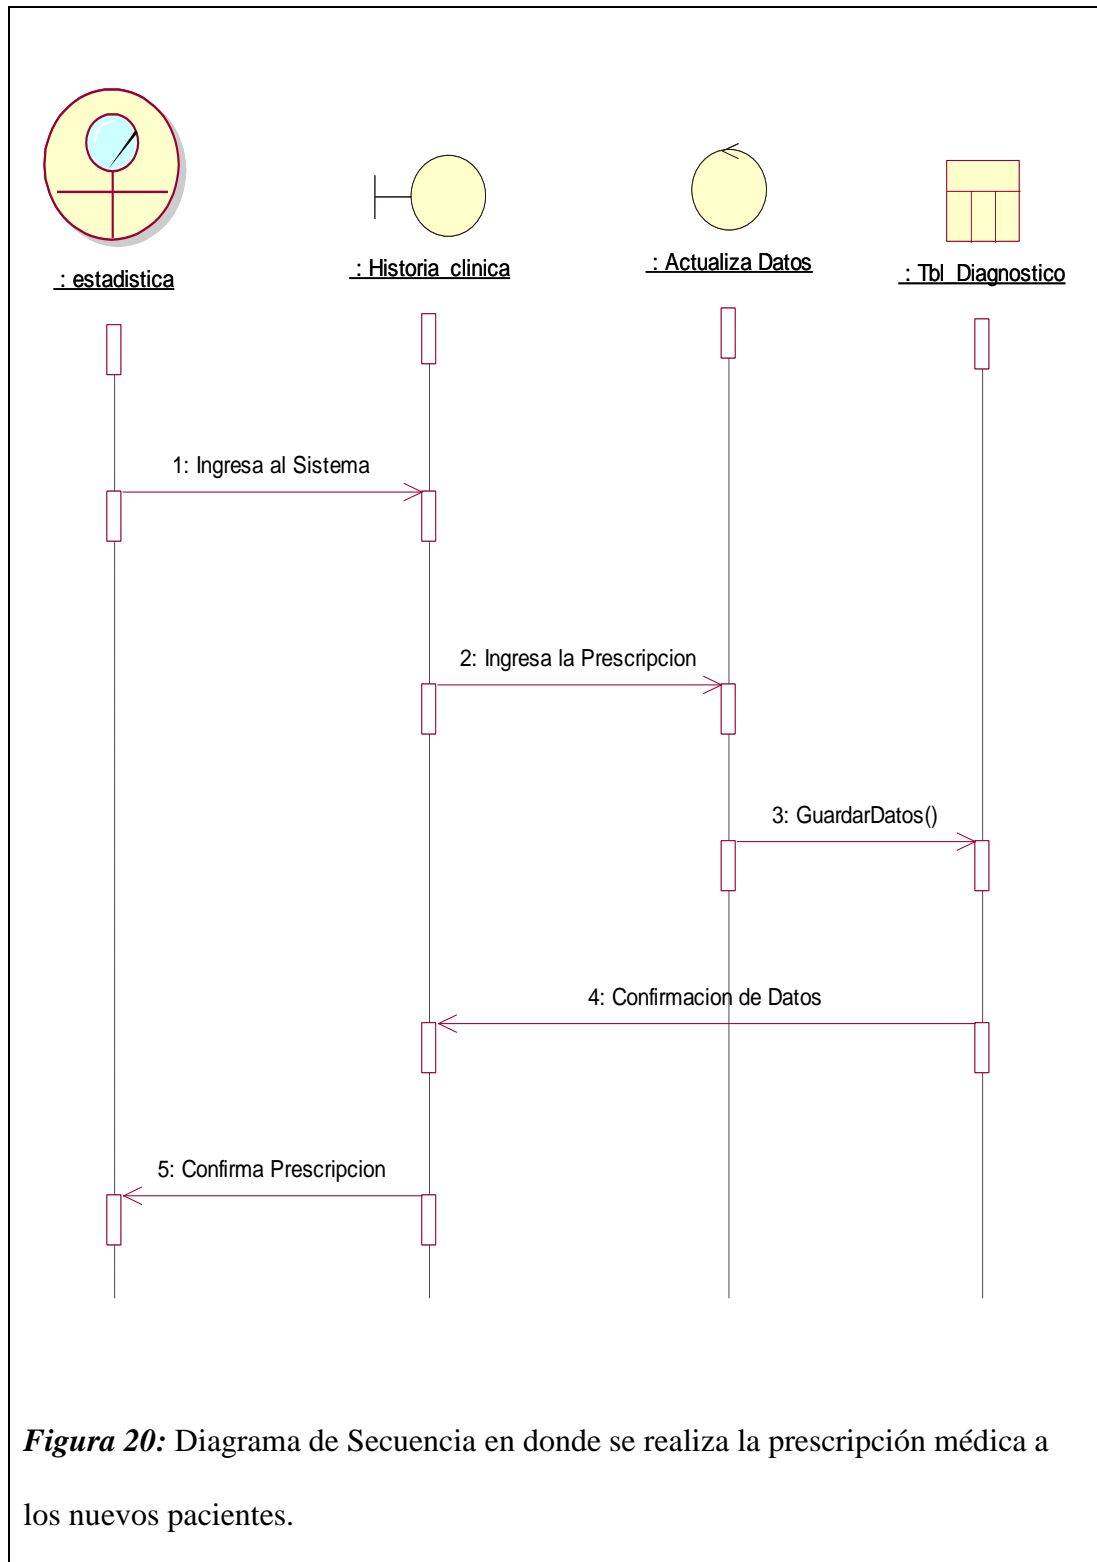 : estadistica
: Historia_clinica
: Actualiza Datos
: Tbl_Diagnostico
1: Ingresa al Sistema
2: Ingresa la Prescripcion
3: GuardarDatos()
4: Confirmacion de Datos
5: Confirma Prescripcion
Figura 20: Diagrama de Secuencia en donde se realiza la prescripción médica a
los nuevos pacientes.